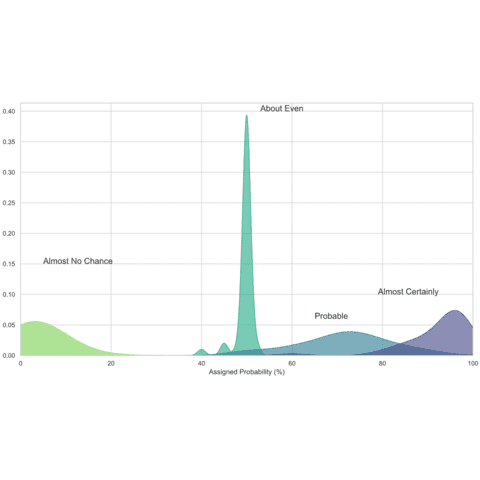 About Even
0.40
0.35
0.30
0.25
0.20
Almost No Chance
0.15
Almost Certainly
0.10
Probable
0.05
0.00
0 20 40 60 80 100
Assigned Probability (%)